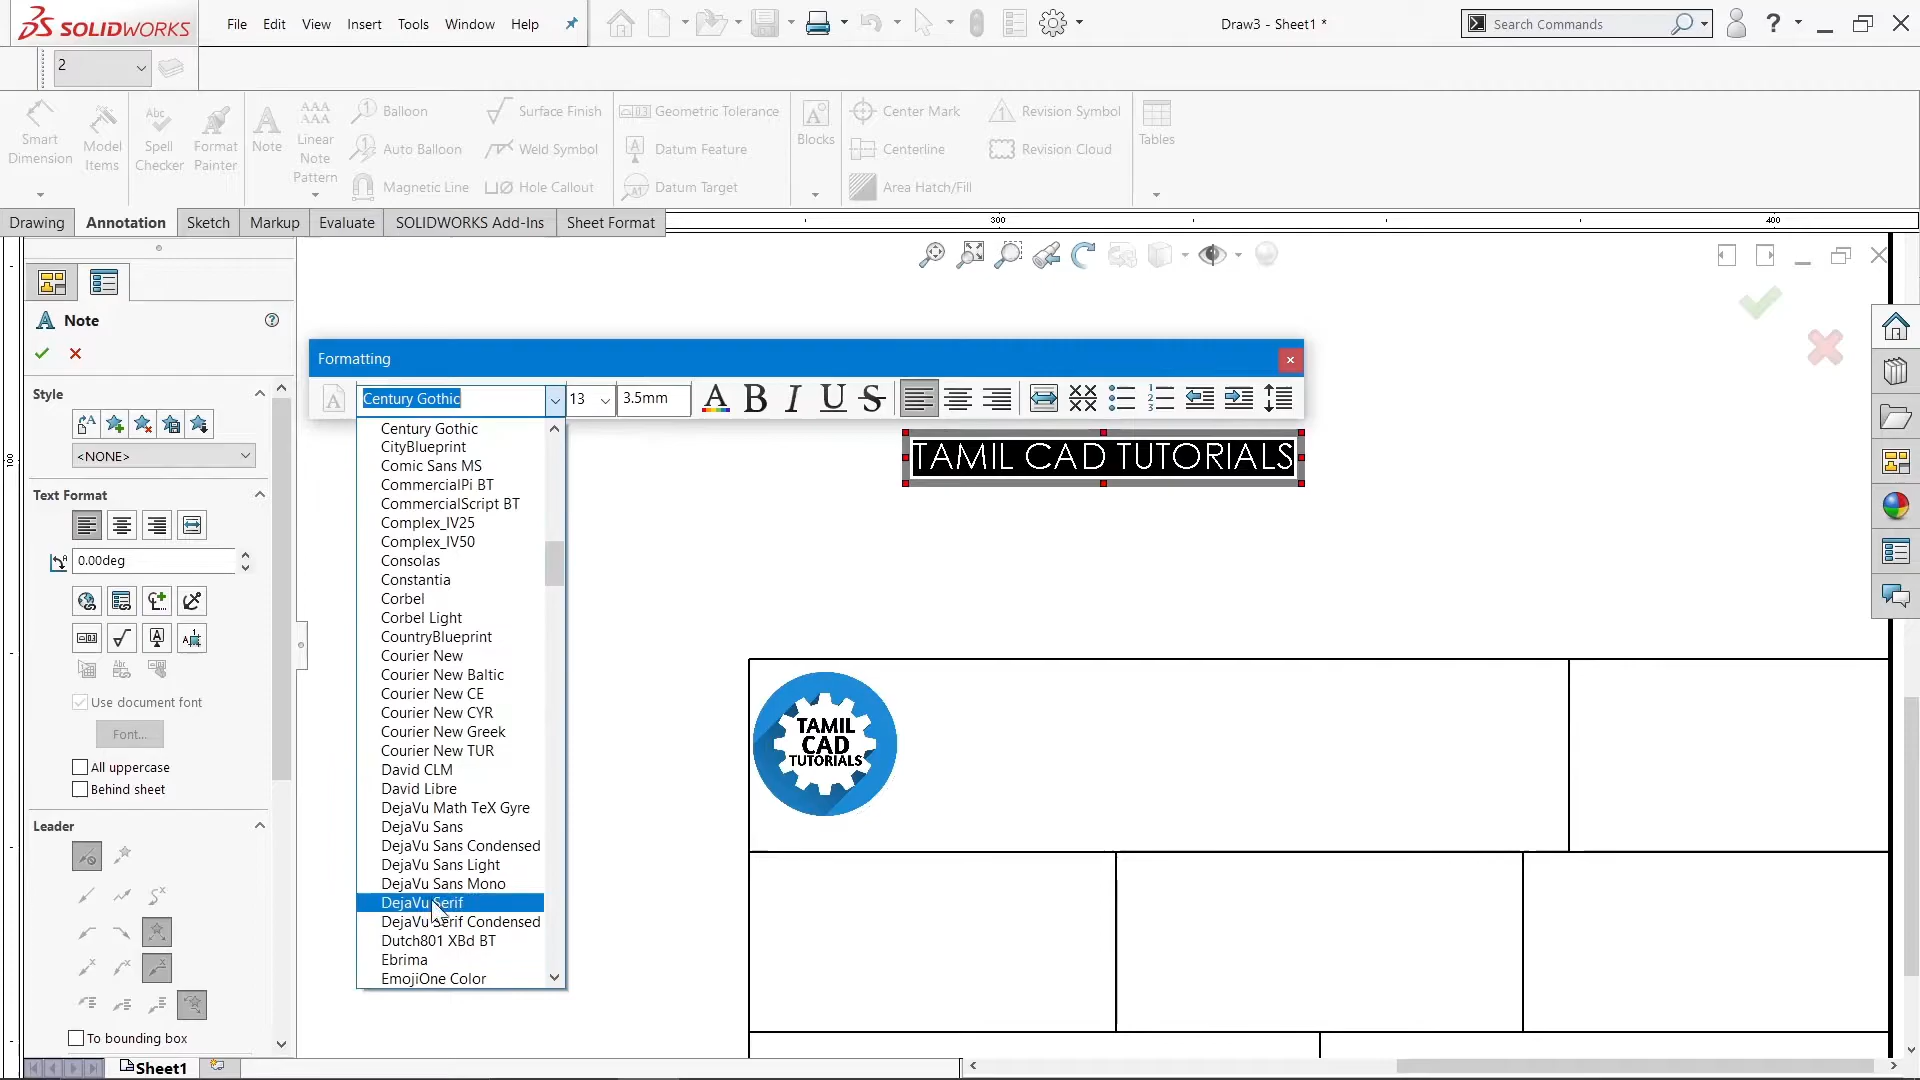 SOLIDWORKS File Edit View Insert Tools Window Help Draw3 - Sheet1 * Search Commands ?
2
Smart Dimension
Model Items
Abc
Spell Checker
Format Painter
Note
AAA
AAA
Linear Note Pattern
Balloon
Auto Balloon
Magnetic Line
Surface Finish
Weld Symbol
Hole Callout
Geometric Tolerance
Datum Feature
Datum Target
Blocks
Center Mark
Centerline
Area Hatch/Fill
Revision Symbol
Revision Cloud
Tables
Drawing Annotation Sketch Markup Evaluate SOLIDWORKS Add-Ins Sheet Format
300 400
100
Note
Style
<NONE>
Text Format
0.00deg
Use document font
Font...
All uppercase
Behind sheet
Leader
To bounding box
Formatting
Century Gothic 13 3.5mm A B I U S
Century Gothic
CityBlueprint
Comic Sans MS
CommercialPi BT
CommercialScript BT
Complex_IV25
Complex_IV50
Consolas
Constantia
Corbel
Corbel Light
CountryBlueprint
Courier New
Courier New Baltic
Courier New CE
Courier New CYR
Courier New Greek
Courier New TUR
David CLM
David Libre
DejaVu Math TeX Gyre
DejaVu Sans
DejaVu Sans Condensed
DejaVu Sans Light
DejaVu Sans Mono
DejaVu Serif
DejaVu Serif Condensed
Dutch801 XBd BT
Ebrima
EmojiOne Color
TAMIL CAD TUTORIALS
TAMIL
CAD
TUTORIALS
Sheet1